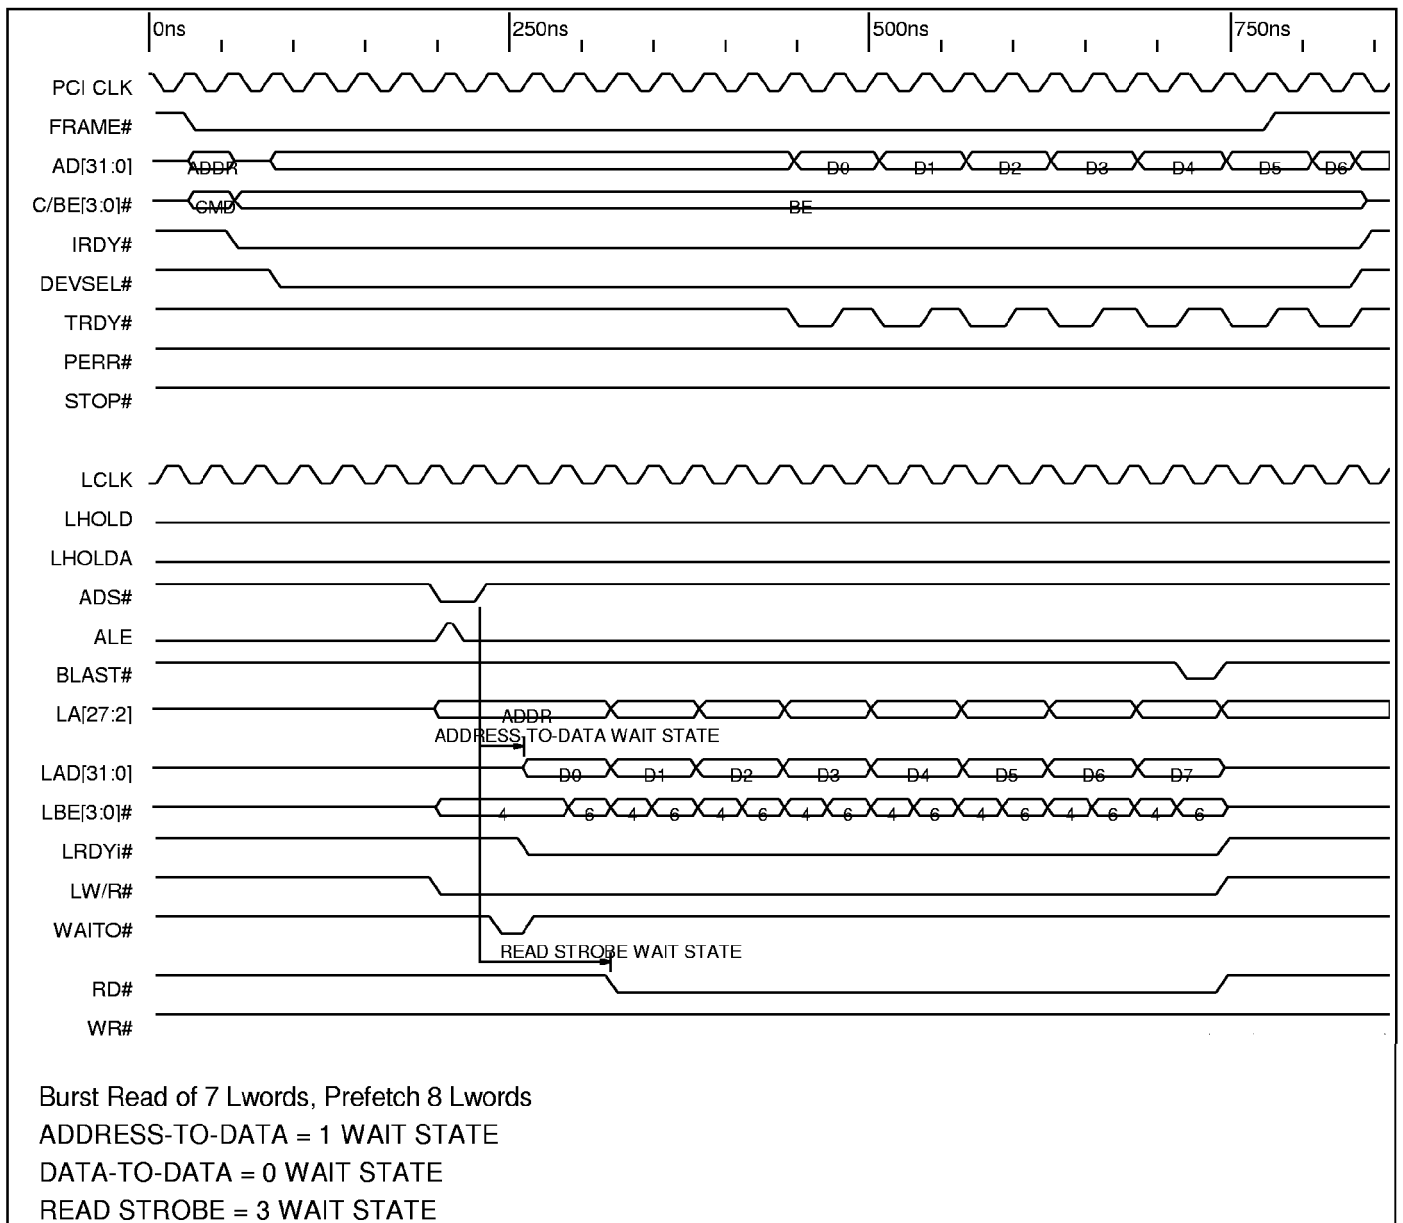 0ns 250ns 500ns 750ns
PCI CLK
FRAME#
AD[31:0] ADDR D0 D1 D2 D3 D4 D5 D6
C/BE[3:0]# CMD BE
IRDY#
DEVSEL#
TRDY#
PERR#
STOP#
LCLK
LHOLD
LHOLDA
ADS#
ALE
BLAST#
LA[27:2] ADDR
ADDRESS-TO-DATA WAIT STATE
LAD[31:0] D0 D1 D2 D3 D4 D5 D6 D7
LBE[3:0]# 4 6 4 6 4 6 4 6 4 6 4 6 4 6 4 6
LRDYi#
LW/R#
WAITO#
READ STROBE WAIT STATE
RD#
WR#
Burst Read of 7 Lwords, Prefetch 8 Lwords
ADDRESS-TO-DATA = 1 WAIT STATE
DATA-TO-DATA = 0 WAIT STATE
READ STROBE = 3 WAIT STATE